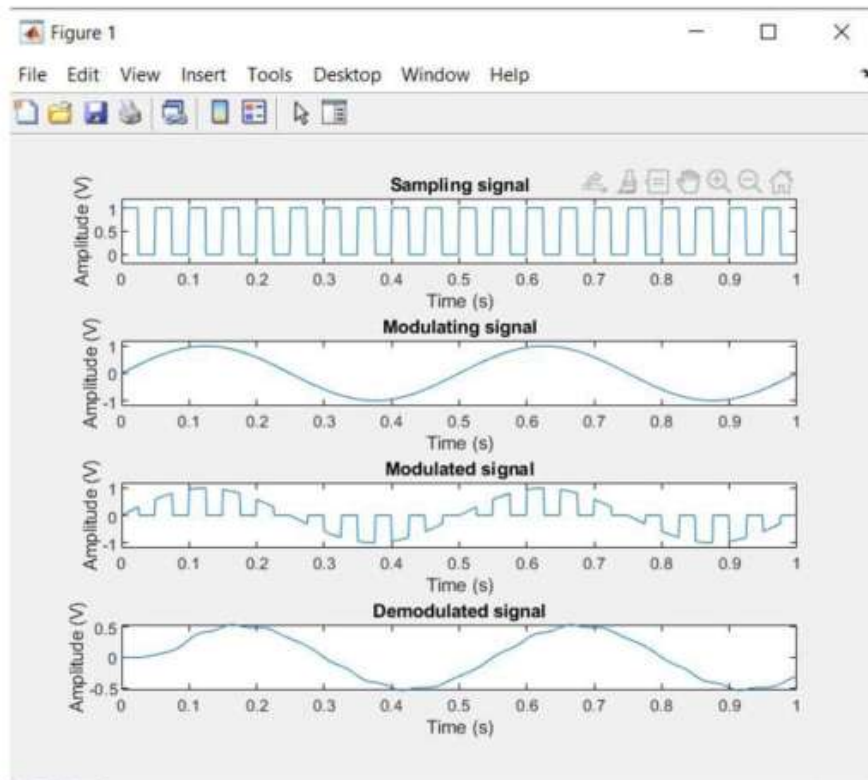 Figure 1
File Edit View Insert Tools Desktop Window Help
Sampling signal
Amplitude (V)
1
0.5
0
0 0.1 0.2 0.3 0.4 0.5 0.6 0.7 0.8 0.9 1
Time (s)
Modulating signal
Amplitude (V)
1
0
-1
0 0.1 0.2 0.3 0.4 0.5 0.6 0.7 0.8 0.9 1
Time (s)
Modulated signal
Amplitude (V)
1
0
-1
0 0.1 0.2 0.3 0.4 0.5 0.6 0.7 0.8 0.9 1
Time (s)
Demodulated signal
Amplitude (V)
0.5
0
-0.5
0 0.1 0.2 0.3 0.4 0.5 0.6 0.7 0.8 0.9 1
Time (s)